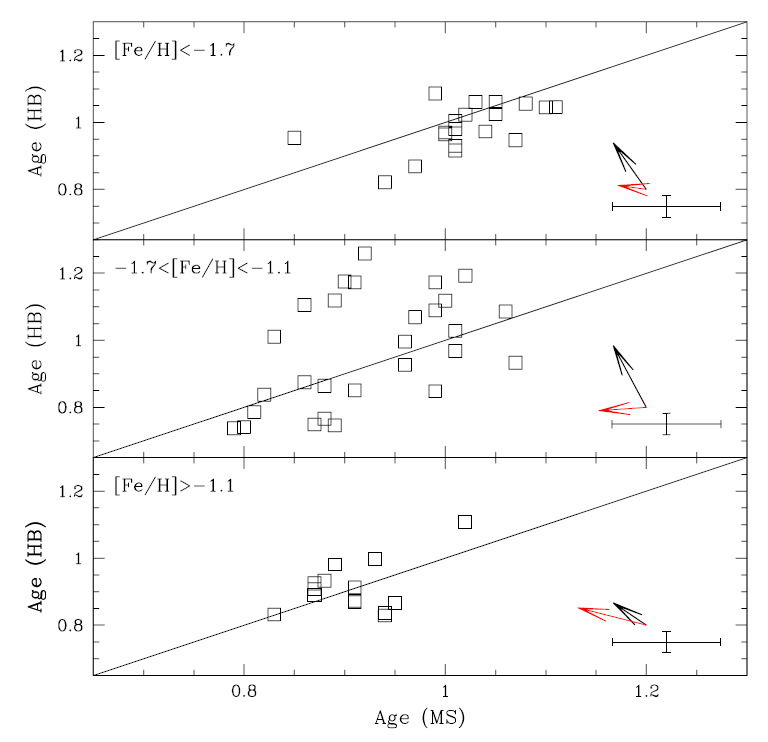 [Fe/H]<−1.7
1.2
1
0.8
Age (HB)
−1.7<[Fe/H]<−1.1
1.2
1
0.8
Age (HB)
[Fe/H]>−1.1
1.2
1
0.8
Age (HB)
0.8 1 1.2
Age (MS)